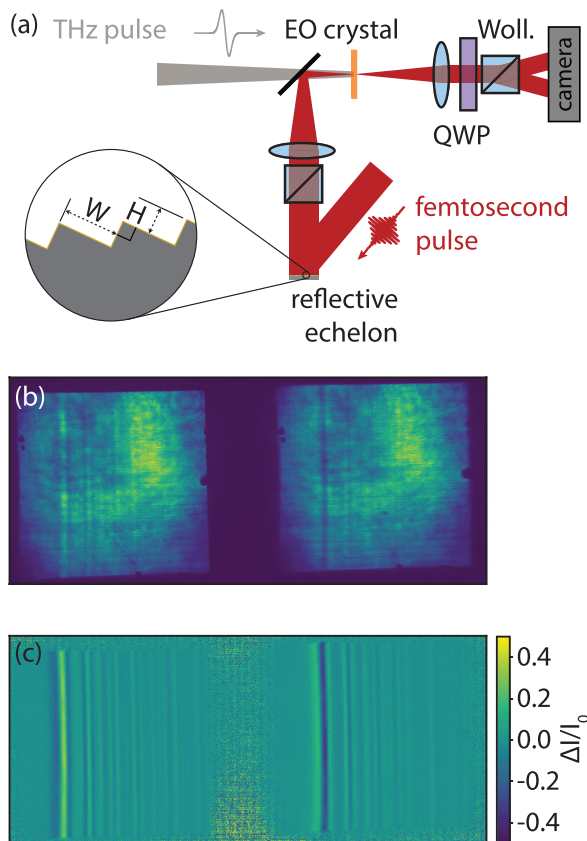 (a)
THz pulse
EO crystal
Woll.
camera
QWP
W
H
femtosecond
pulse
reflective
echelon
(b)
(c)
0.4
0.2
0.0
-0.2
-0.4
ΔI/I₀